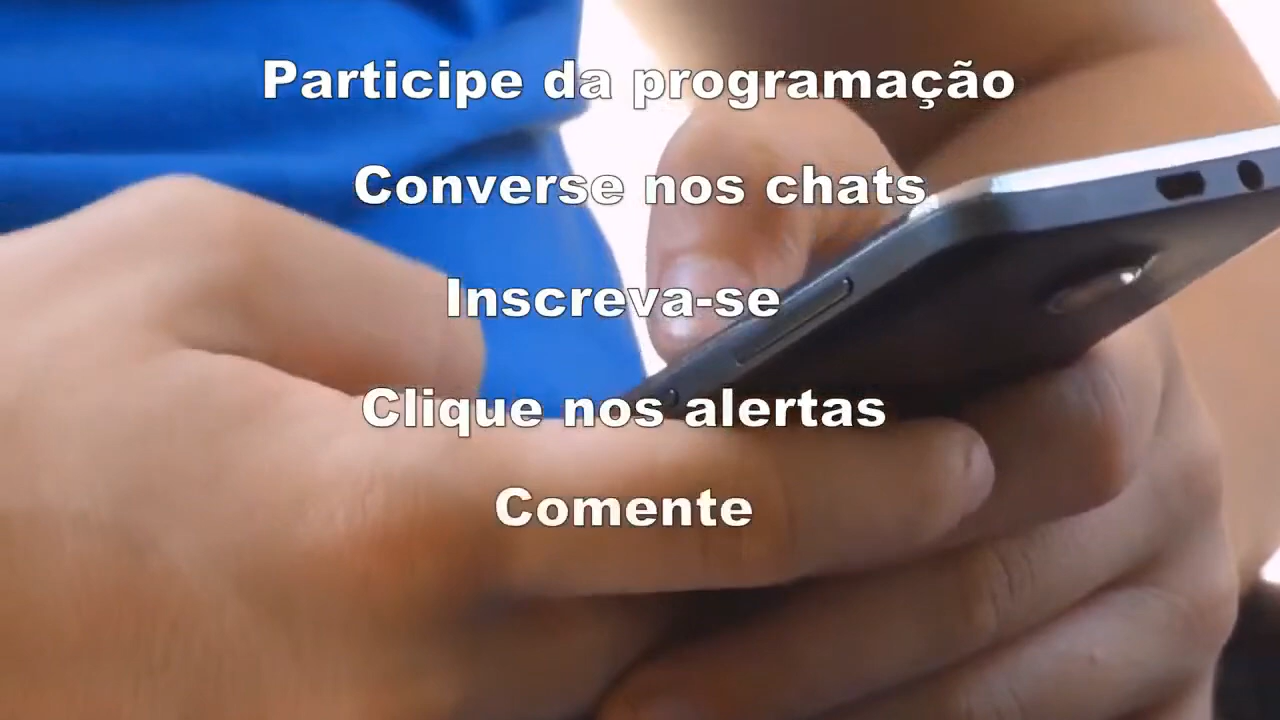 Participe da programação
Converse nos chats
Inscreva-se
Clique nos alertas
Comente